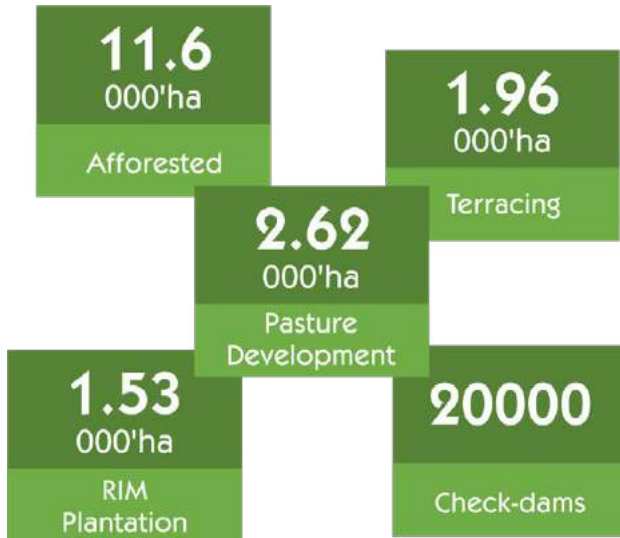 11.6
000'ha
Afforested
1.96
000'ha
Terracing
2.62
000'ha
Pasture
Development
1.53
000'ha
RIM
Plantation
20000
Check-dams